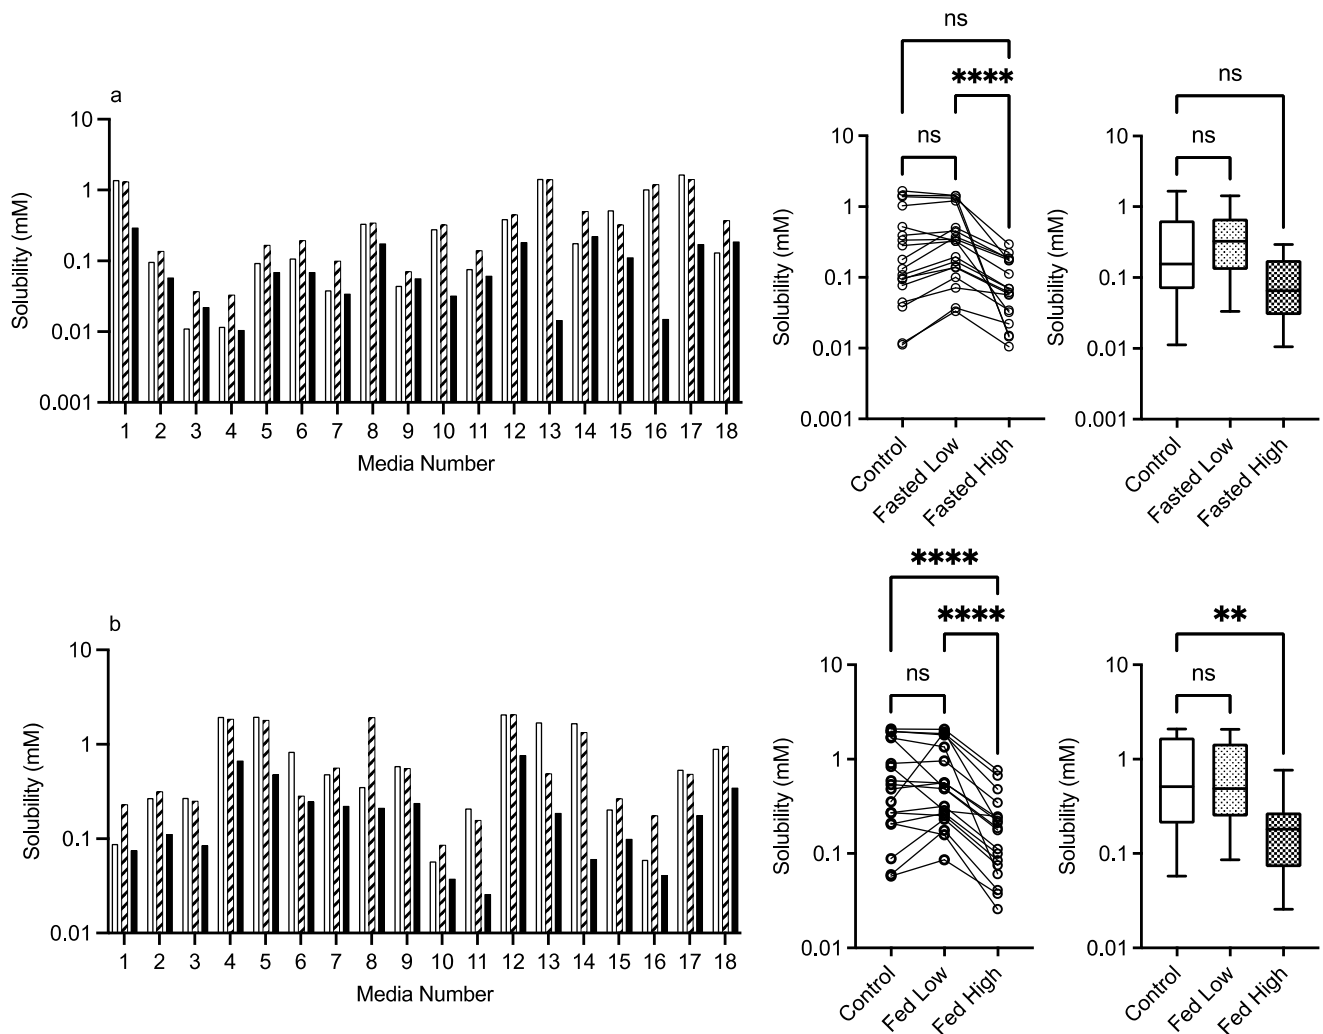 a
10
1
0.1
0.01
0.001
Solubility (mM)
1 2 3 4 5 6 7 8 9 10 11 12 13 14 15 16 17 18
Media Number
ns
****
ns
10
1
0.1
0.01
0.001
Solubility (mM)
Control
Fasted Low
Fasted High
ns
ns
10
1
0.1
0.01
0.001
Solubility (mM)
Control
Fasted Low
Fasted High
b
10
1
0.1
0.01
Solubility (mM)
1 2 3 4 5 6 7 8 9 10 11 12 13 14 15 16 17 18
Media Number
****
****
ns
10
1
0.1
0.01
Solubility (mM)
Control
Fed Low
Fed High
**
ns
10
1
0.1
0.01
Solubility (mM)
Control
Fed Low
Fed High